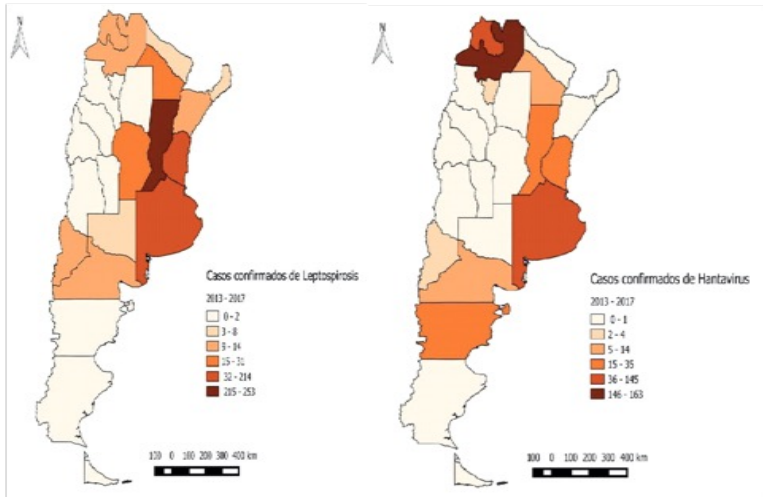 N
N
Casos confirmados de Leptospirosis
2013 - 2017
0 - 2
3 - 8
9 - 14
15 - 31
32 - 214
215 - 253
100 0 100 200 300 400 km
Casos confirmados de Hantavirus
2013 - 2017
0 - 1
2 - 4
5 - 14
15 - 35
36 - 145
146 - 163
100 0 100 200 300 400 km